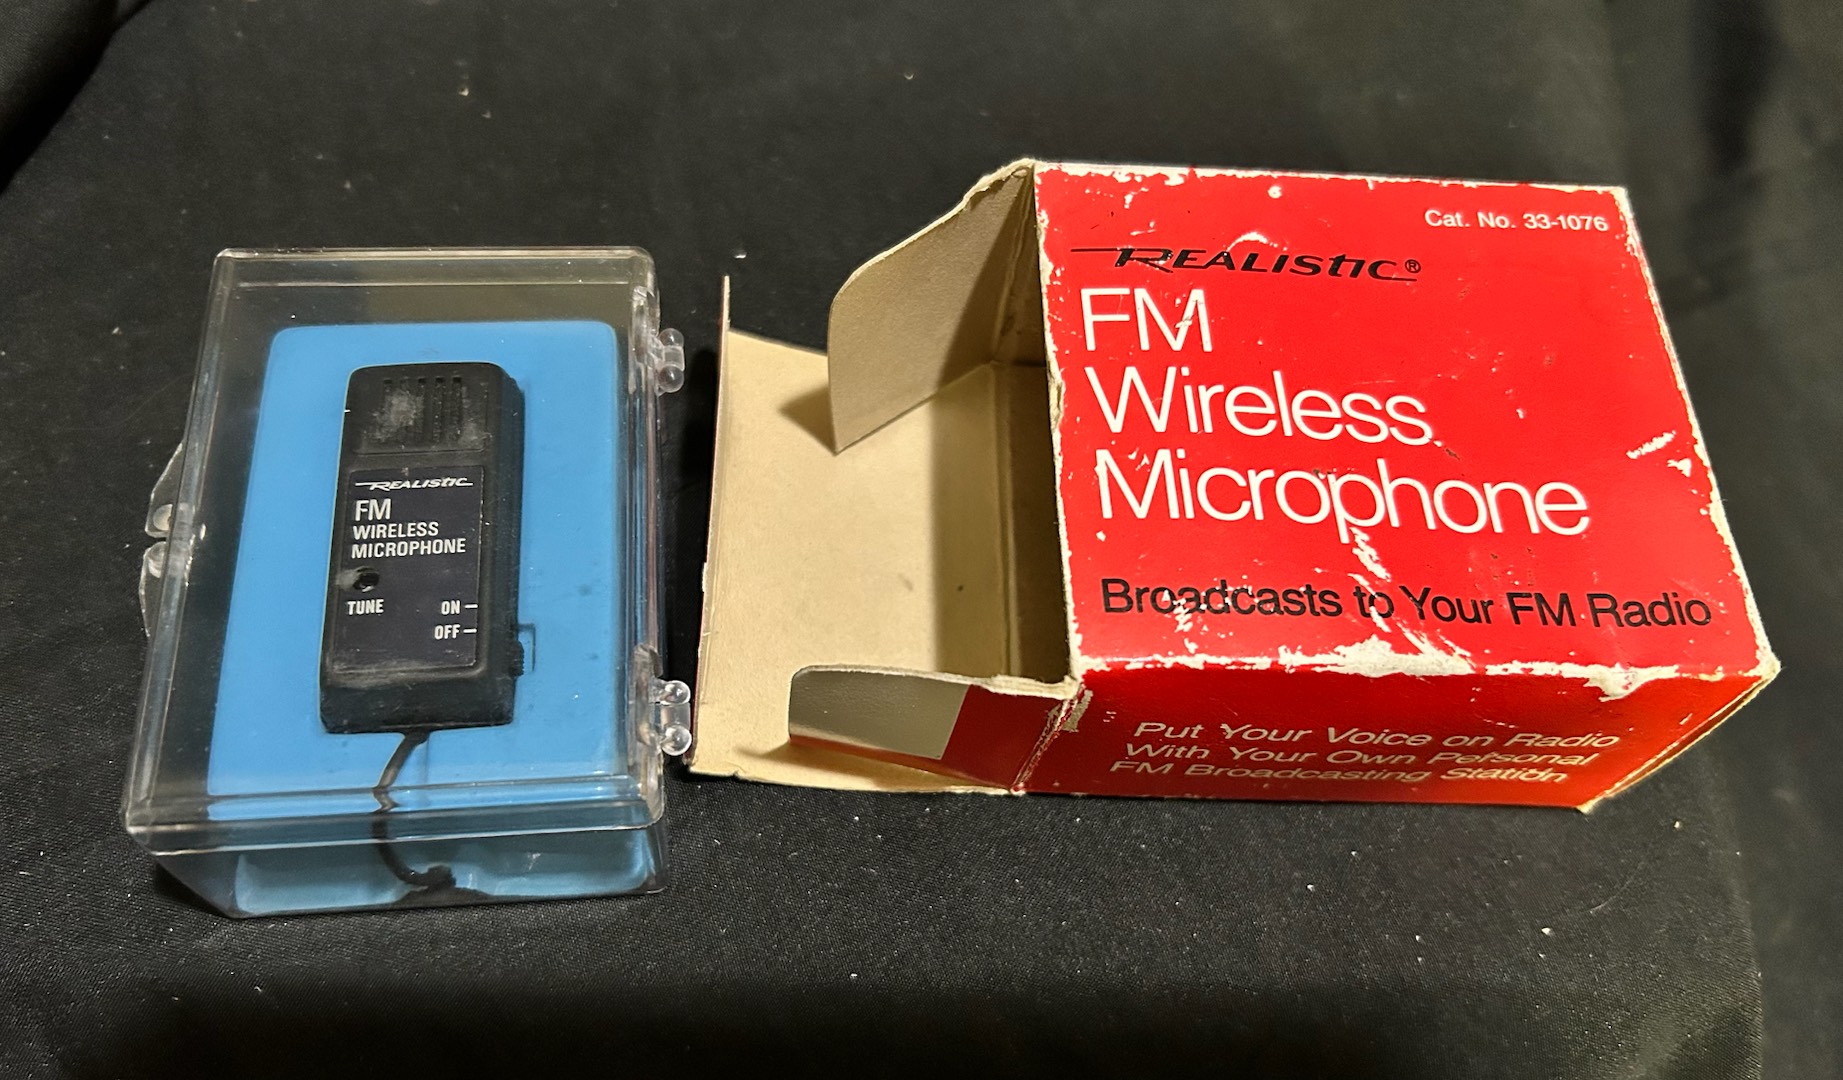 REALISTIC
FM
WIRELESS
MICROPHONE
TUNE
ON
OFF
Cat. No. 33-1076
REALISTIC®
FM
Wireless
Microphone
Broadcasts to Your FM Radio
Put Your Voice on Radio
With Your Own Personal
FM Broadcasting Station